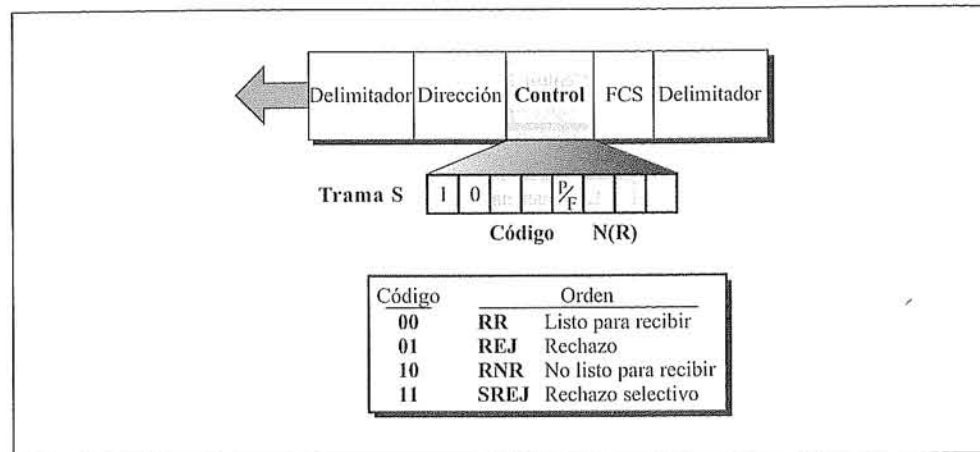 Delimitador Dirección Control FCS Delimitador
Trama S 1 0 P/F
Código N(R)
Código Orden
00 RR Listo para recibir
01 REJ Rechazo
10 RNR No listo para recibir
11 SREJ Rechazo selectivo